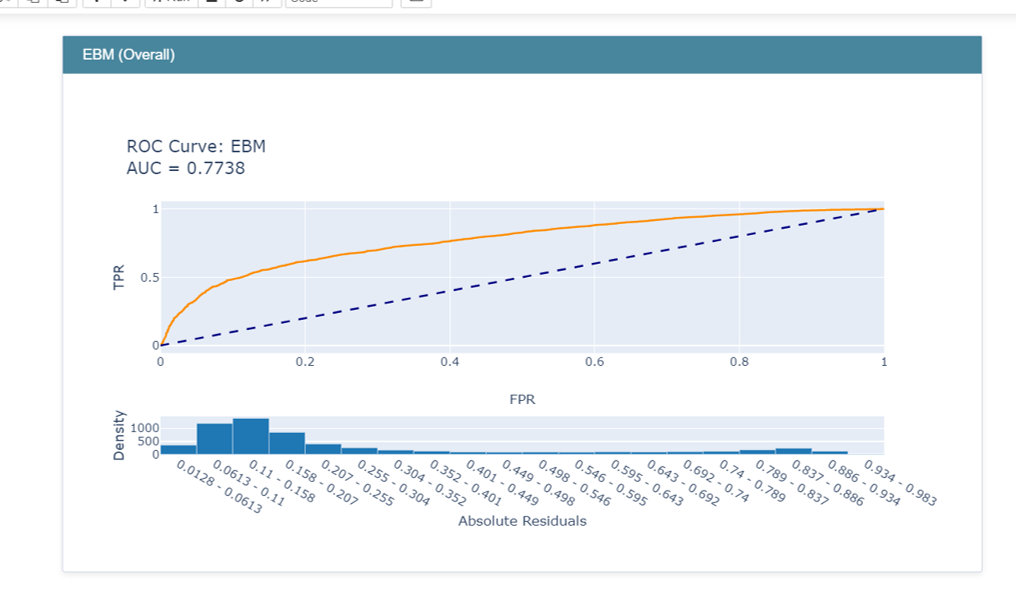 EBM (Overall)
ROC Curve: EBM
AUC = 0.7738
1
0.5
0
TPR
0 0.2 0.4 0.6 0.8 1
FPR
Density
1000
500
0
0.0128 - 0.0613
0.0613 - 0.11
0.11 - 0.158
0.158 - 0.207
0.207 - 0.255
0.255 - 0.304
0.304 - 0.352
0.352 - 0.401
0.401 - 0.449
0.449 - 0.498
0.498 - 0.546
0.546 - 0.595
0.595 - 0.643
0.643 - 0.692
0.692 - 0.74
0.74 - 0.789
0.789 - 0.837
0.837 - 0.886
0.886 - 0.934
0.934 - 0.983
Absolute Residuals